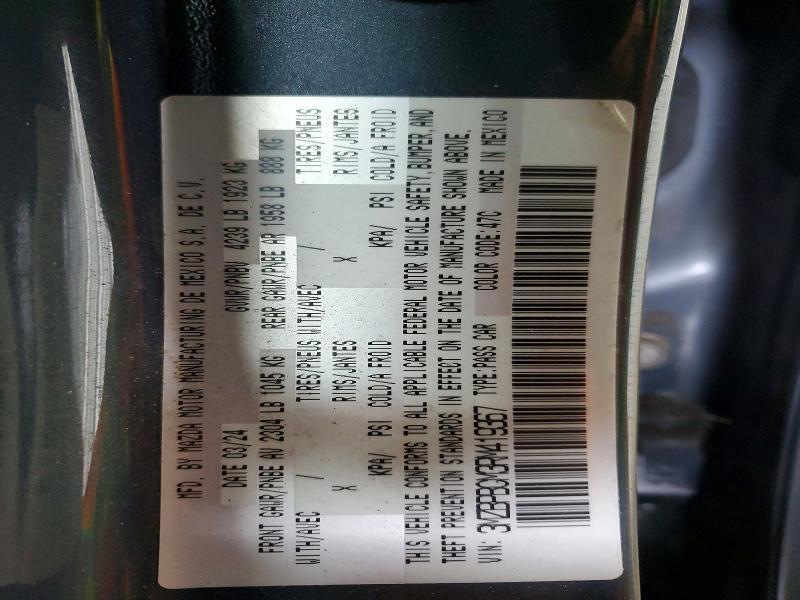 MFD. BY MAZDA MOTOR MANUFACTURING DE MEXICO S.A. DE C.V.
DATE 03/24 GVWR/PNBV 4239 LB 1923 KG
FRONT GAWR/PNBE AV 2304 LB 1045 KG REAR GAWR/PNBE AR 1958 LB 888 KG
WITH/AVEC / TIRES/PNEUS WITH/AVEC / TIRES/PNEUS
X RIMS/JANTES X RIMS/JANTES
KPA/ PSI COLD/A FROID KPA/ PSI COLD/A FROID
THIS VEHICLE CONFORMS TO ALL APPLICABLE FEDERAL MOTOR VEHICLE SAFETY,BUMPER,AND
THEFT PREVENTION STANDARDS IN EFFECT ON THE DATE OF MANUFACTURE SHOWN ABOVE.
VIN: 3MZBPBCM3RM419367 TYPE:PASS CAR COLOR CODE:47C MADE IN MEXICO